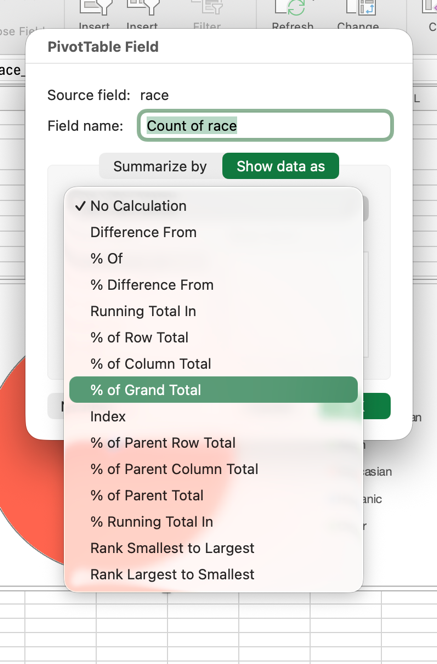 Insert Insert Filter Refresh Change
PivotTable Field
Source field: race
Field name: Count of race
Summarize by Show data as
✓ No Calculation
Difference From
% Of
% Difference From
Running Total In
% of Row Total
% of Column Total
% of Grand Total
Index
% of Parent Row Total
% of Parent Column Total
% of Parent Total
% Running Total In
Rank Smallest to Largest
Rank Largest to Smallest